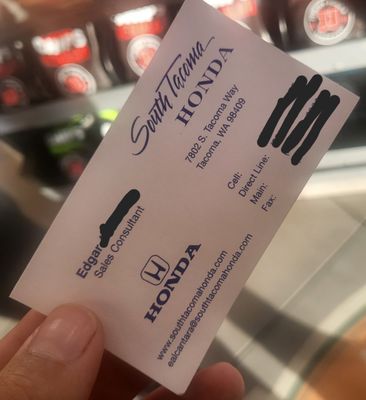 South Tacoma
HONDA
7802 S. Tacoma Way
Tacoma, WA 98409
Cell:
Direct Line:
Main:
Fax:
Edgar
Sales Consultant
HONDA
www.southtacomahonda.com
ealcantara@southtacomahonda.com